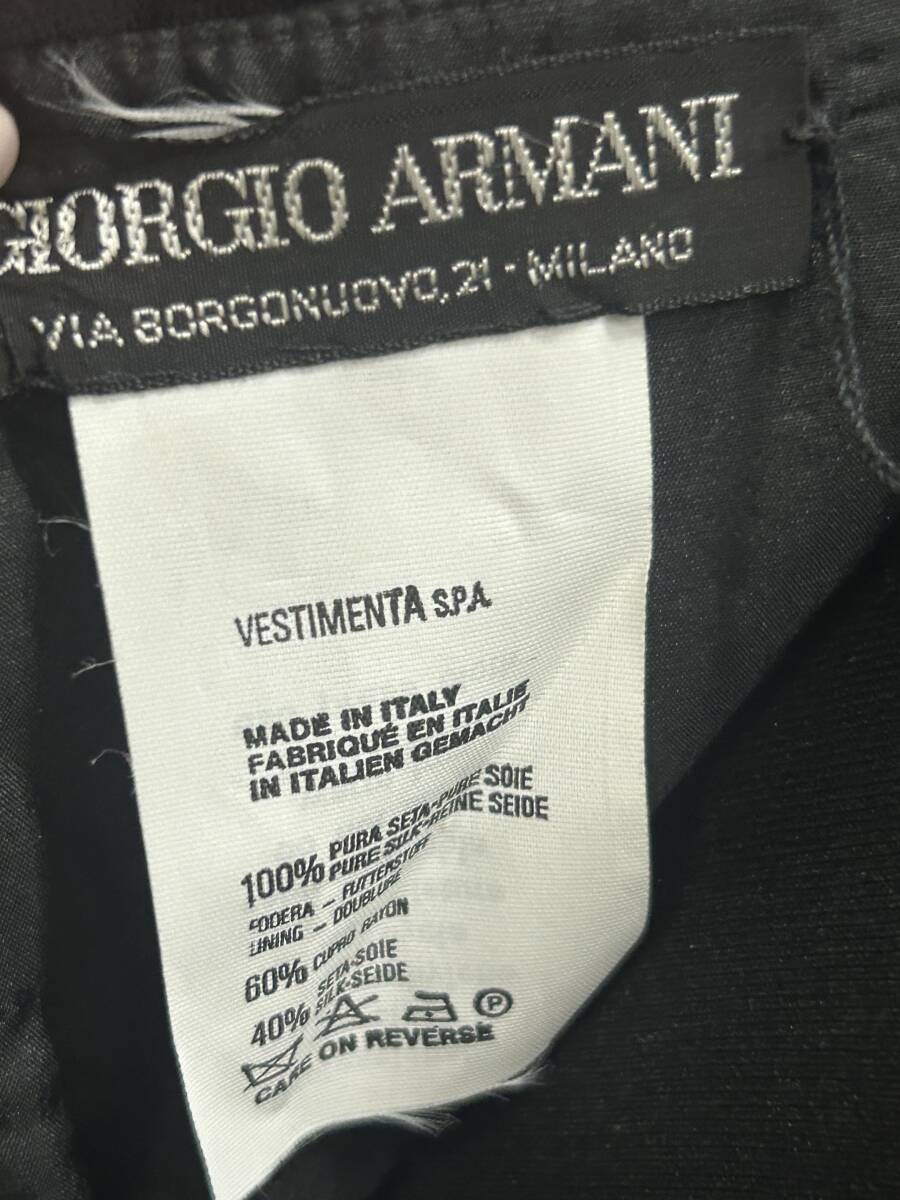 GIORGIO ARMANI
VIA BORGONUOVO, 21 - MILANO
VESTIMENTA S.P.A.
MADE IN ITALY
FABRIQUÉ EN ITALIE
IN ITALIEN GEMACHT
100% PURA SETA-PURE SOIE
PURE SILK-REINE SEIDE
FODERA - FUTTERSTOFF
LINING - DOUBLURE
60% CUPRO RAYON
40% SETA-SOIE
SILK-SEIDE
P
CARE ON REVERSE